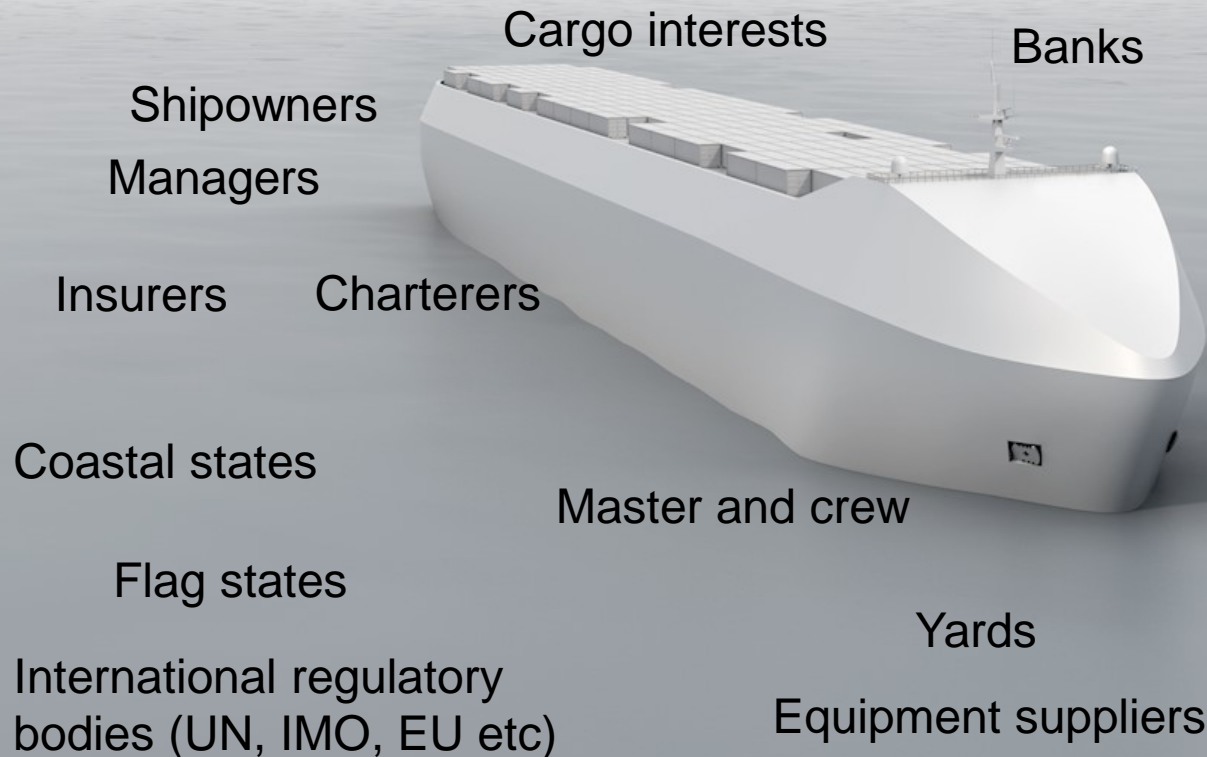 Cargo interests
Banks
Shipowners
Managers
Insurers
Charterers
Coastal states
Master and crew
Flag states
Yards
International regulatory
bodies (UN, IMO, EU etc)
Equipment suppliers